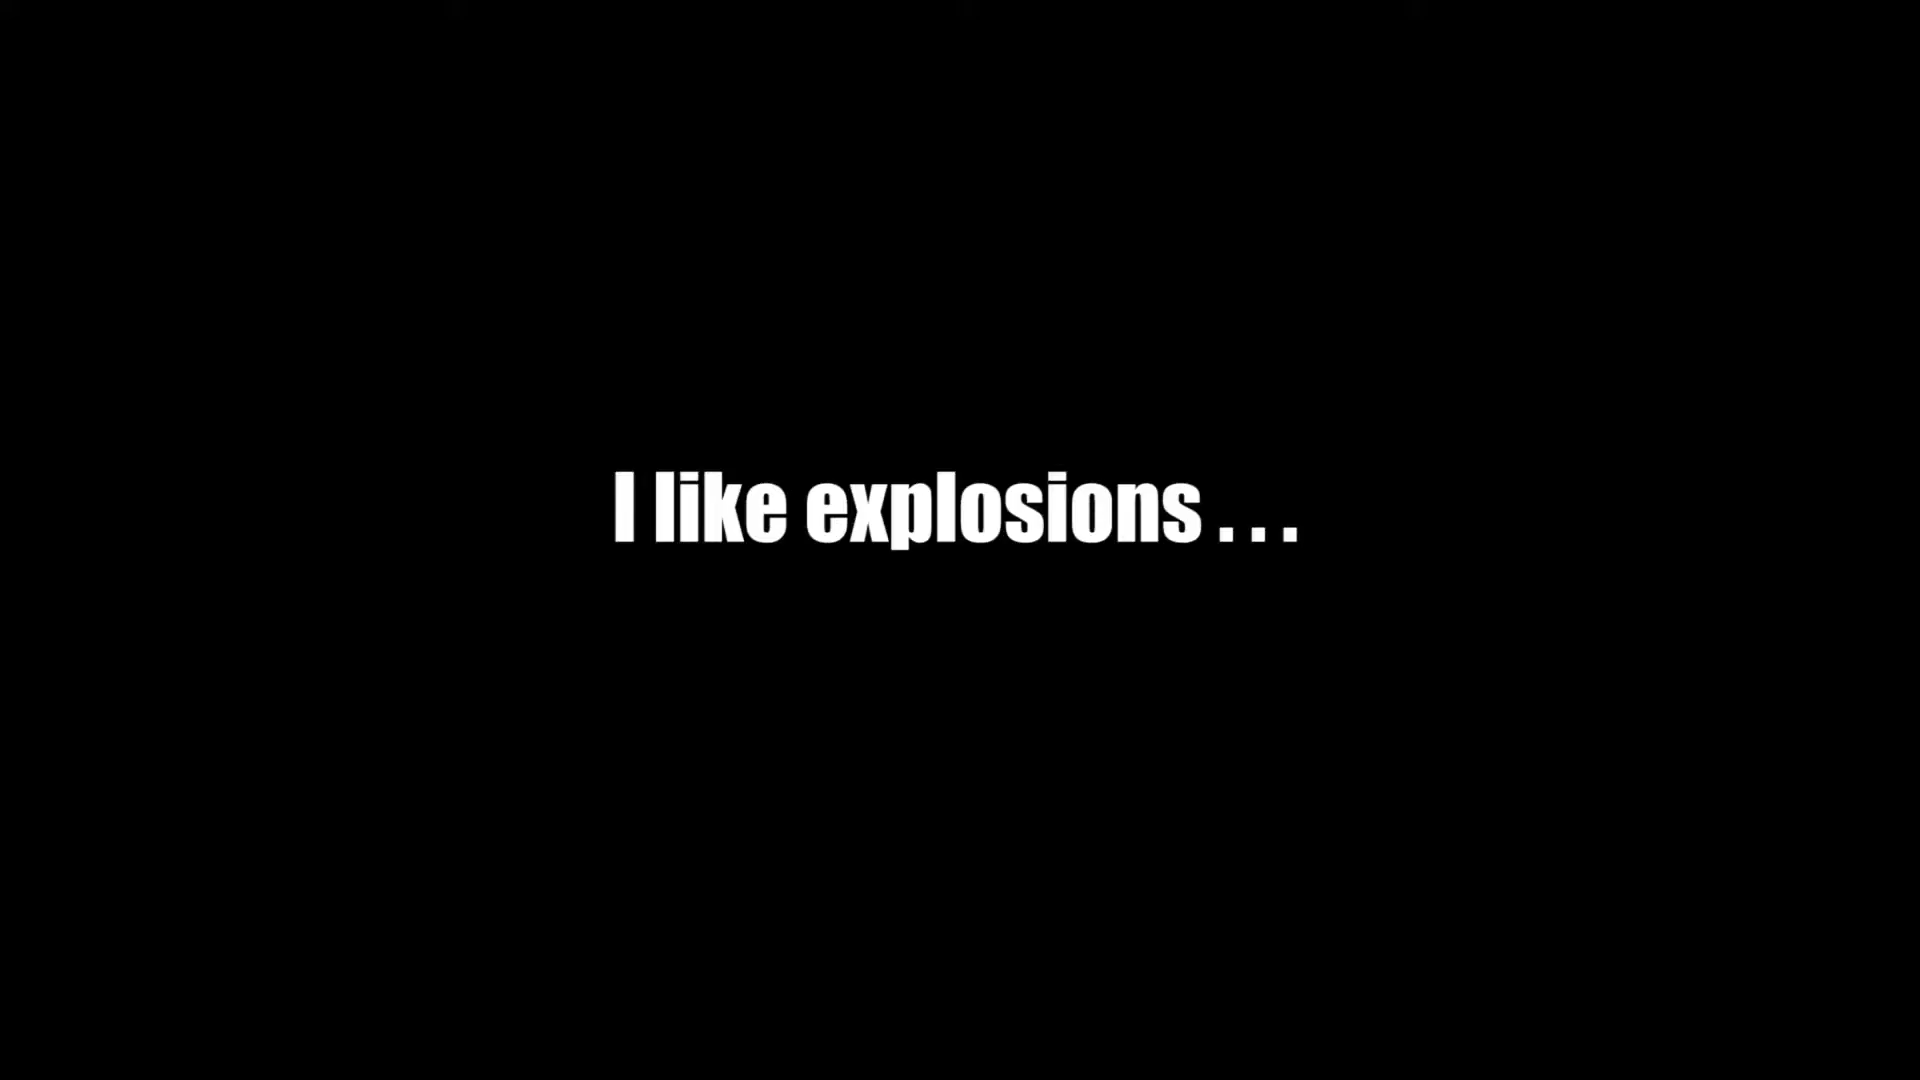 I like explosions . . .